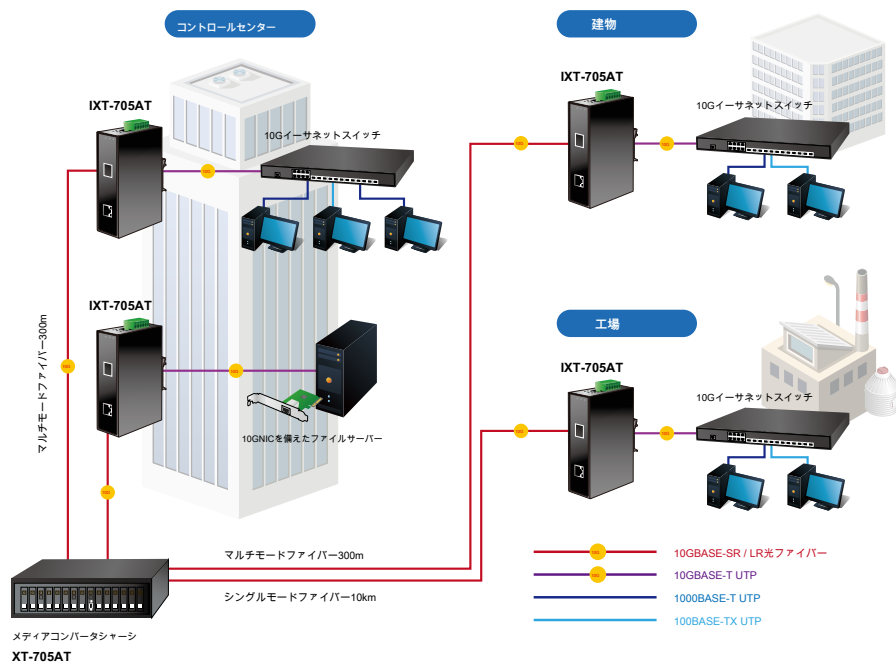 コントロールセンター
建物
IXT-705AT
10Gイーサネットスイッチ
IXT-705AT
10Gイーサネットスイッチ
マルチモードファイバー300m
IXT-705AT
10GNICを備えたファイルサーバー
工場
IXT-705AT
10Gイーサネットスイッチ
マルチモードファイバー300m
シングルモードファイバー10km
メディアコンバータシャーシ
XT-705AT
10GBASE-SR / LR光ファイバー
10GBASE-T UTP
1000BASE-T UTP
100BASE-TX UTP